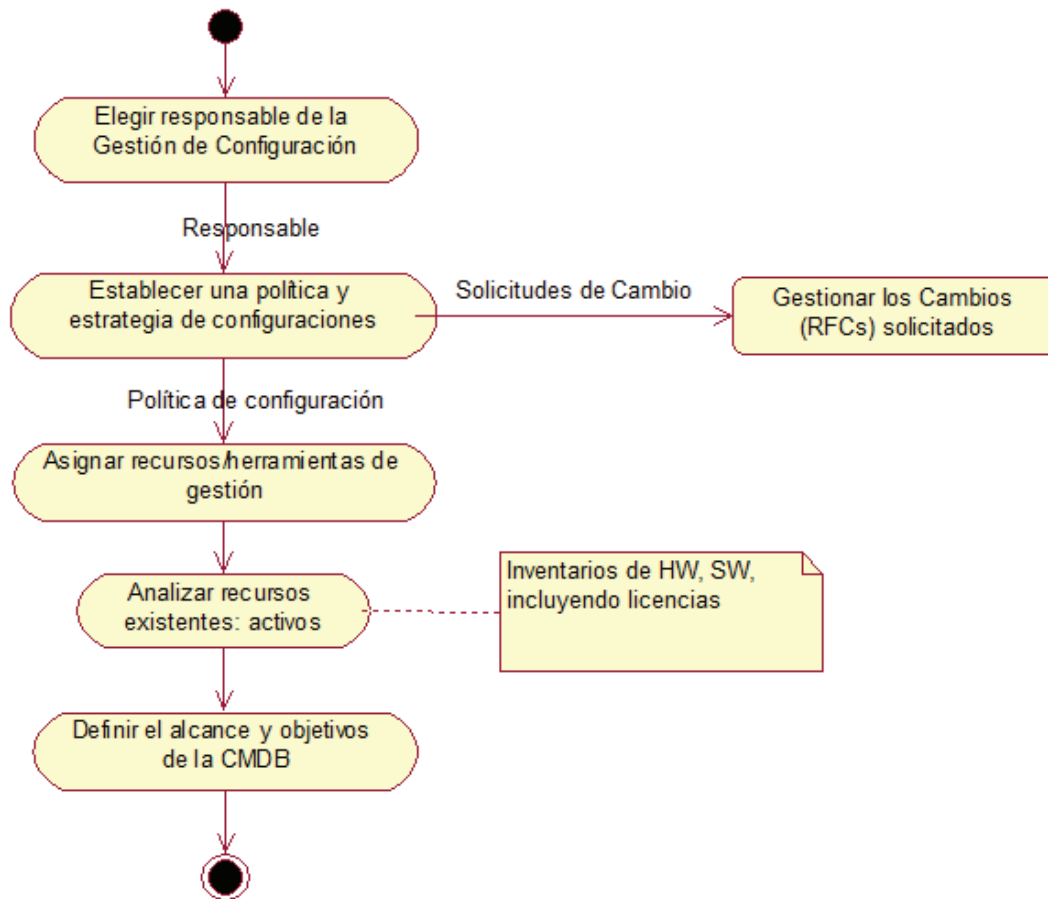 Elegir responsable de la
Gestión de Configuración
Responsable
Establecer una política y
estrategia de configuraciones
Solicitudes de Cambio
Gestionar los Cambios
(RFCs) solicitados
Política de configuración
Asignar recursos/herramientas de
gestión
Analizar recursos
existentes: activos
Inventarios de HW, SW,
incluyendo licencias
Definir el alcance y objetivos
de la CMDB